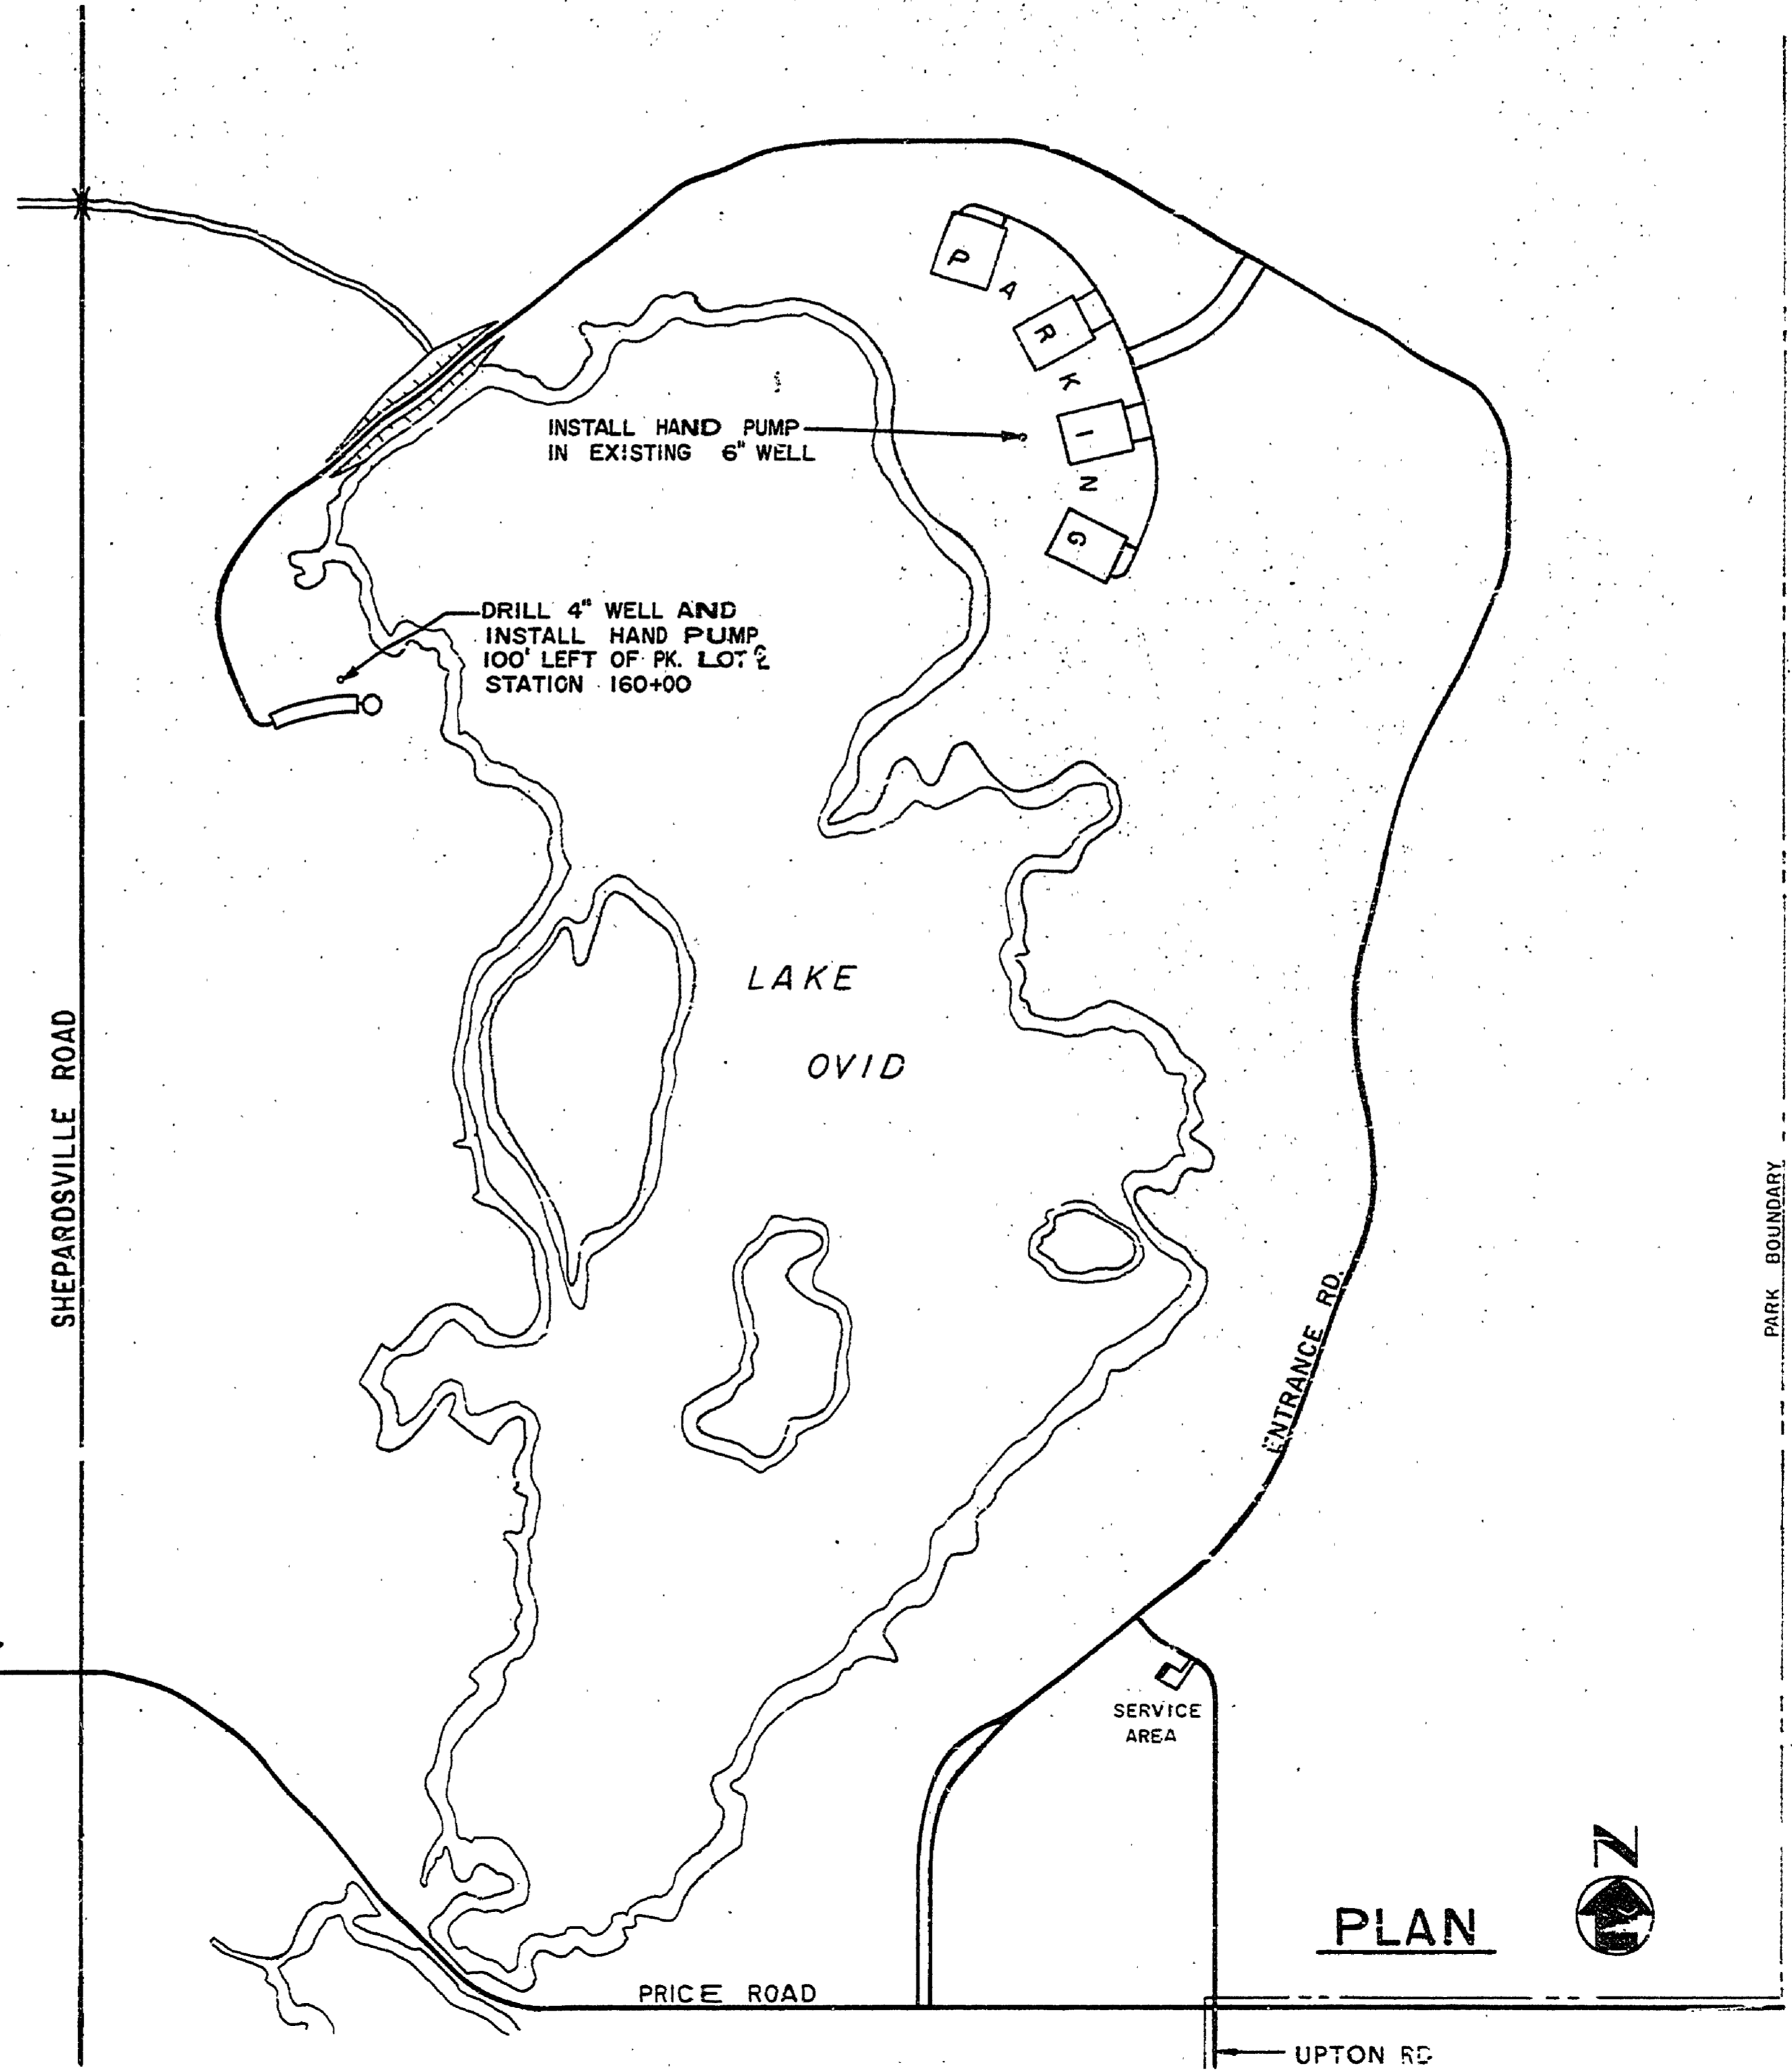 P
A
R
K
I
N
G
INSTALL HAND PUMP
IN EXISTING 6" WELL
DRILL 4" WELL AND
INSTALL HAND PUMP
100' LEFT OF PK. LOT ℄
STATION 160+00
LAKE
OVID
SHEPARDSVILLE ROAD
PARK BOUNDARY
ENTRANCE RD.
SERVICE
AREA
N
PLAN
PRICE ROAD
UPTON RD